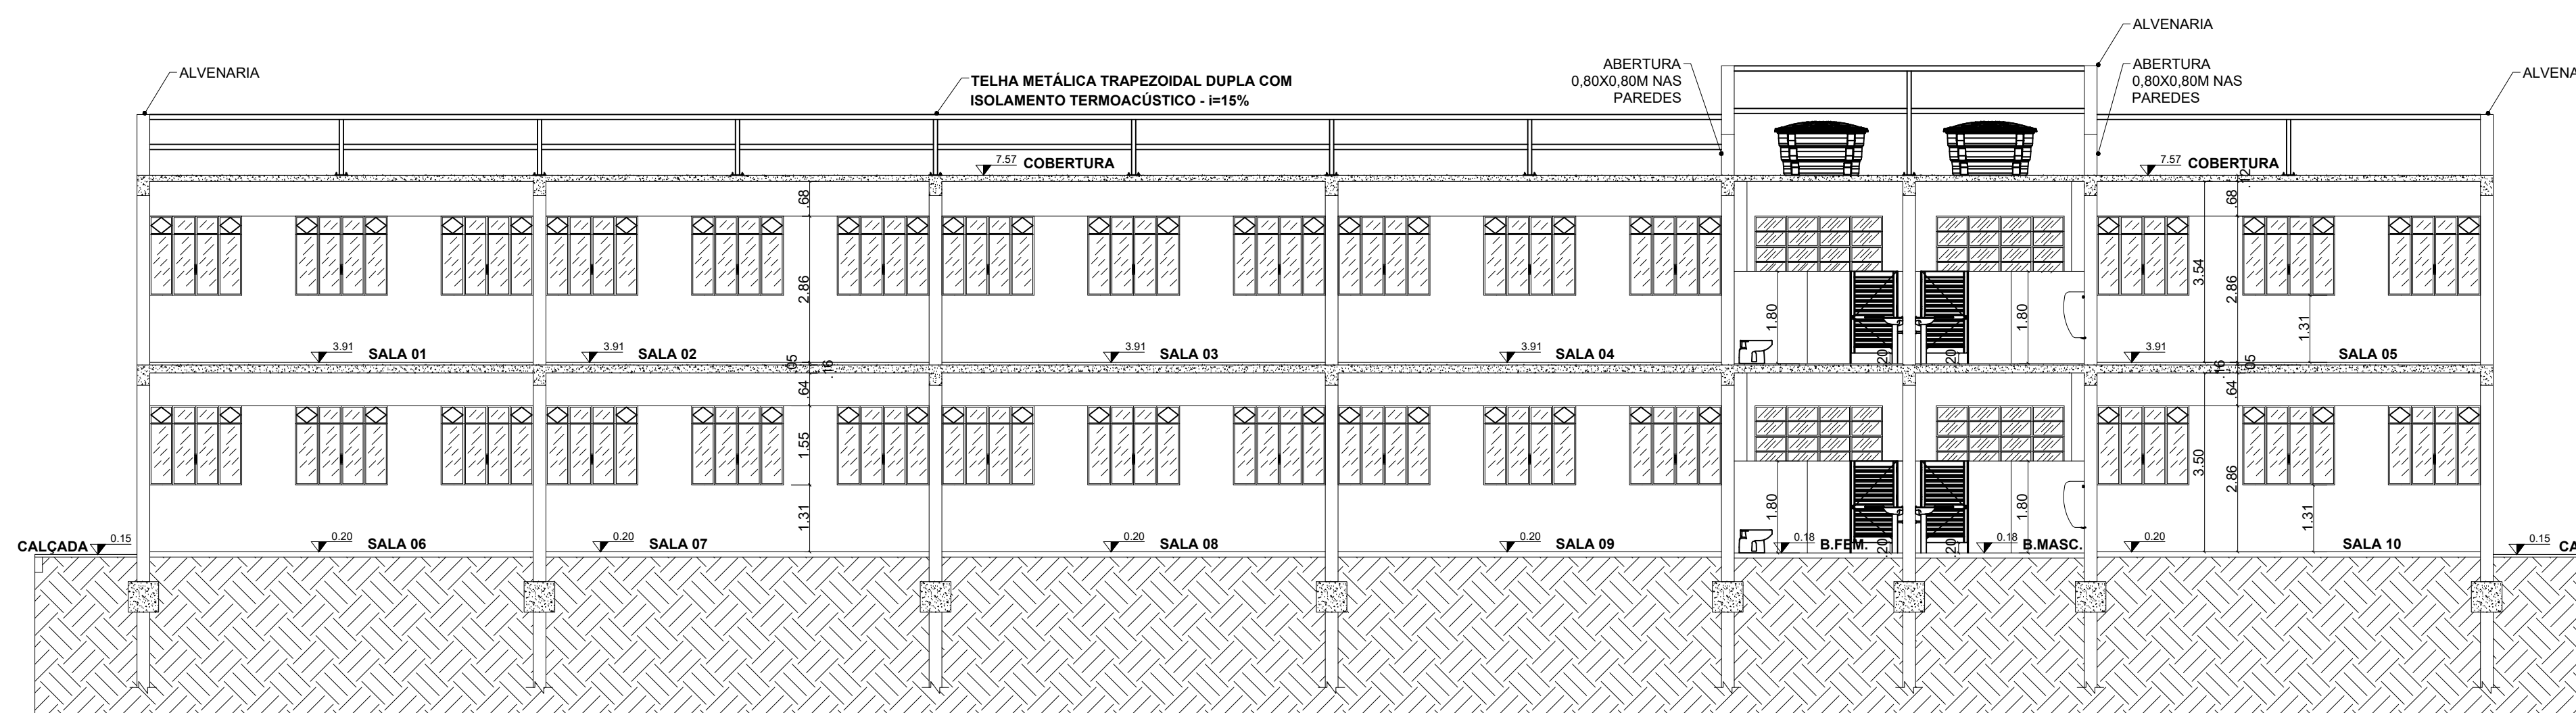 ALVENARIA
ALVENARIA
TELHA METÁLICA TRAPEZOIDAL DUPLA COM
ISOLAMENTO TERMOACÚSTICO - i=15%
ABERTURA
0,80X0,80M NAS
PAREDES
ABERTURA
0,80X0,80M NAS
PAREDES
ALVENA
7.57 COBERTURA
7.57 COBERTURA
.12
.68
.68
2.86
3.54
2.86
1.80
1.80
1.31
3.91 SALA 01
3.91 SALA 02
3.91 SALA 03
3.91 SALA 04
.20
.20
3.91 SALA 05
.05
.16
.16
.05
.64
.64
1.55
3.50
2.86
1.31
1.80
1.80
1.31
CALÇADA 0.15
0.20 SALA 06
0.20 SALA 07
0.20 SALA 08
0.20 SALA 09
0.18 B.FEM.
.20
.20
0.18 B.MASC.
0.20 SALA 10
0.15 CA